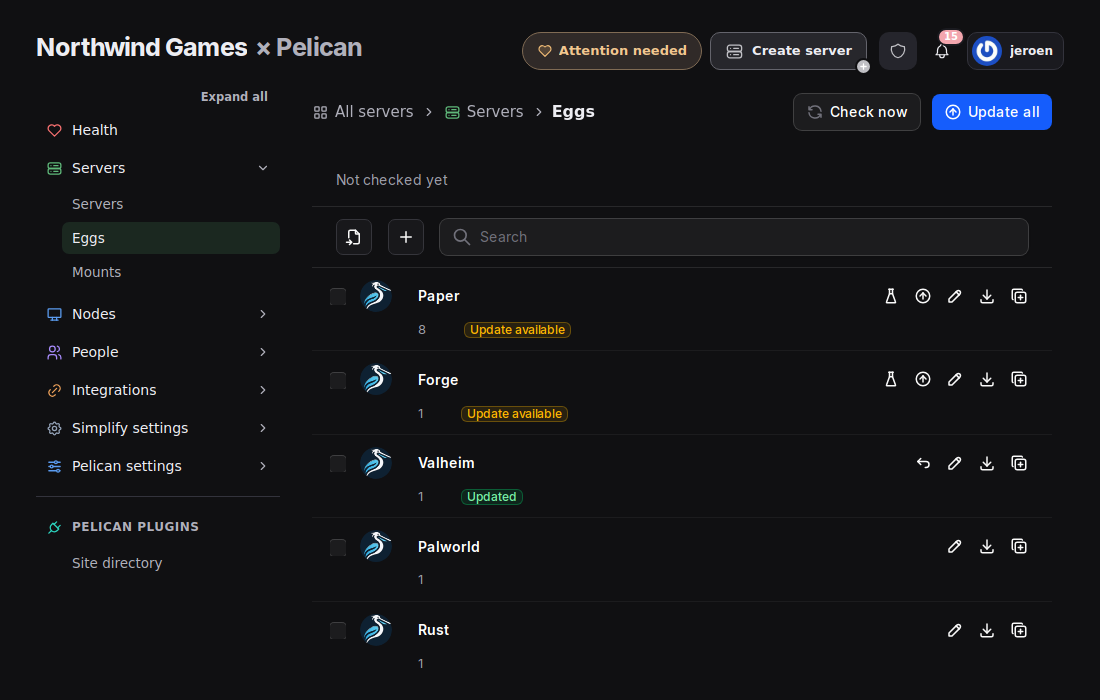 Northwind Games × Pelican
Attention needed
Create server
15
jeroen
Expand all
Health
Servers
Servers
Eggs
Mounts
Nodes
People
Integrations
Simplify settings
Pelican settings
PELICAN PLUGINS
Site directory
All servers > Servers > Eggs
Check now
Update all
Not checked yet
Search
Paper
8 Update available
Forge
1 Update available
Valheim
1 Updated
Palworld
1
Rust
1